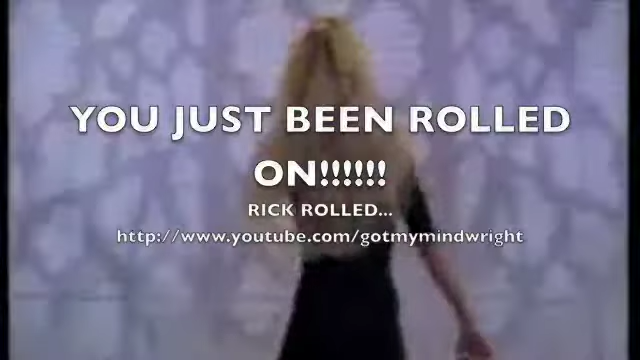 YOU JUST BEEN ROLLED
ON!!!!!!
RICK ROLLED...
http://www.youtube.com/gotmymindwright